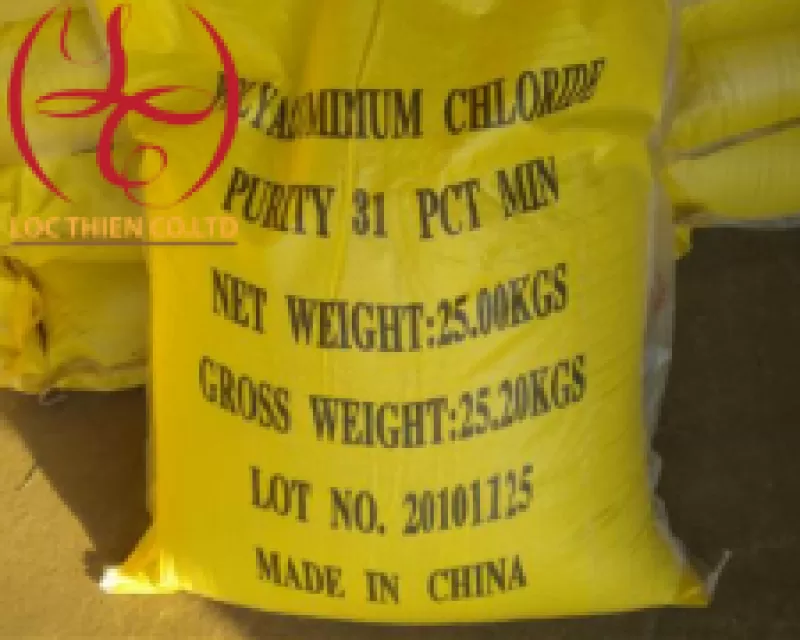 LOC THIEN CO.LTD
CHLORIDE
PURITY 31 PCT MIN
NET WEIGHT:25.00KGS
GROSS WEIGHT:25.20KGS
LOT NO. 20101125
MADE IN CHINA